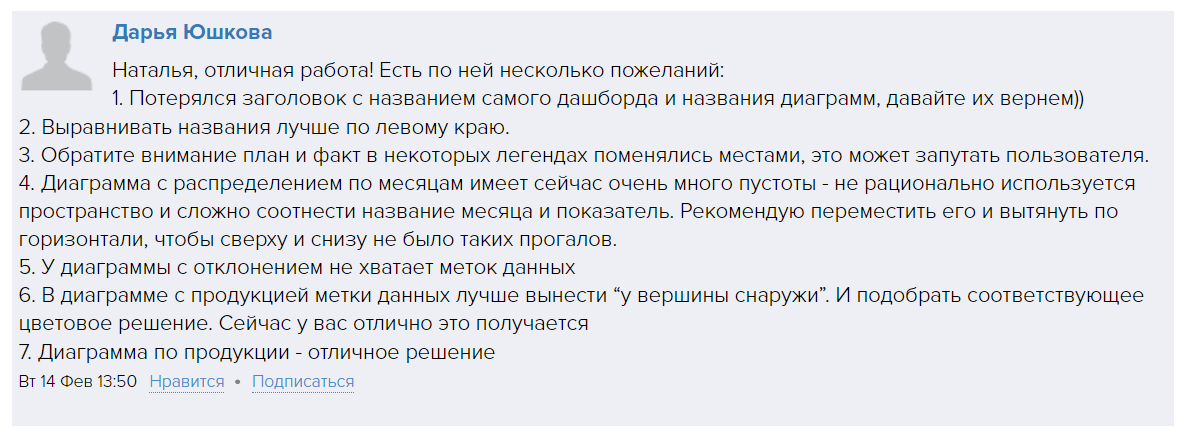 Дарья Юшкова
Наталья, отличная работа! Есть по ней несколько пожеланий:
1. Потерялся заголовок с названием самого дашборда и названия диаграмм, давайте их вернем))
2. Выравнивать названия лучше по левому краю.
3. Обратите внимание план и факт в некоторых легендах поменялись местами, это может запутать пользователя.
4. Диаграмма с распределением по месяцам имеет сейчас очень много пустоты - не рационально используется
пространство и сложно соотнести название месяца и показатель. Рекомендую переместить его и вытянуть по
горизонтали, чтобы сверху и снизу не было таких прогалов.
5. У диаграммы с отклонением не хватает меток данных
6. В диаграмме с продукцией метки данных лучше вынести “у вершины снаружи”. И подобрать соответствующее
цветовое решение. Сейчас у вас отлично это получается
7. Диаграмма по продукции - отличное решение
Вт 14 Фев 13:50 Нравится • Подписаться